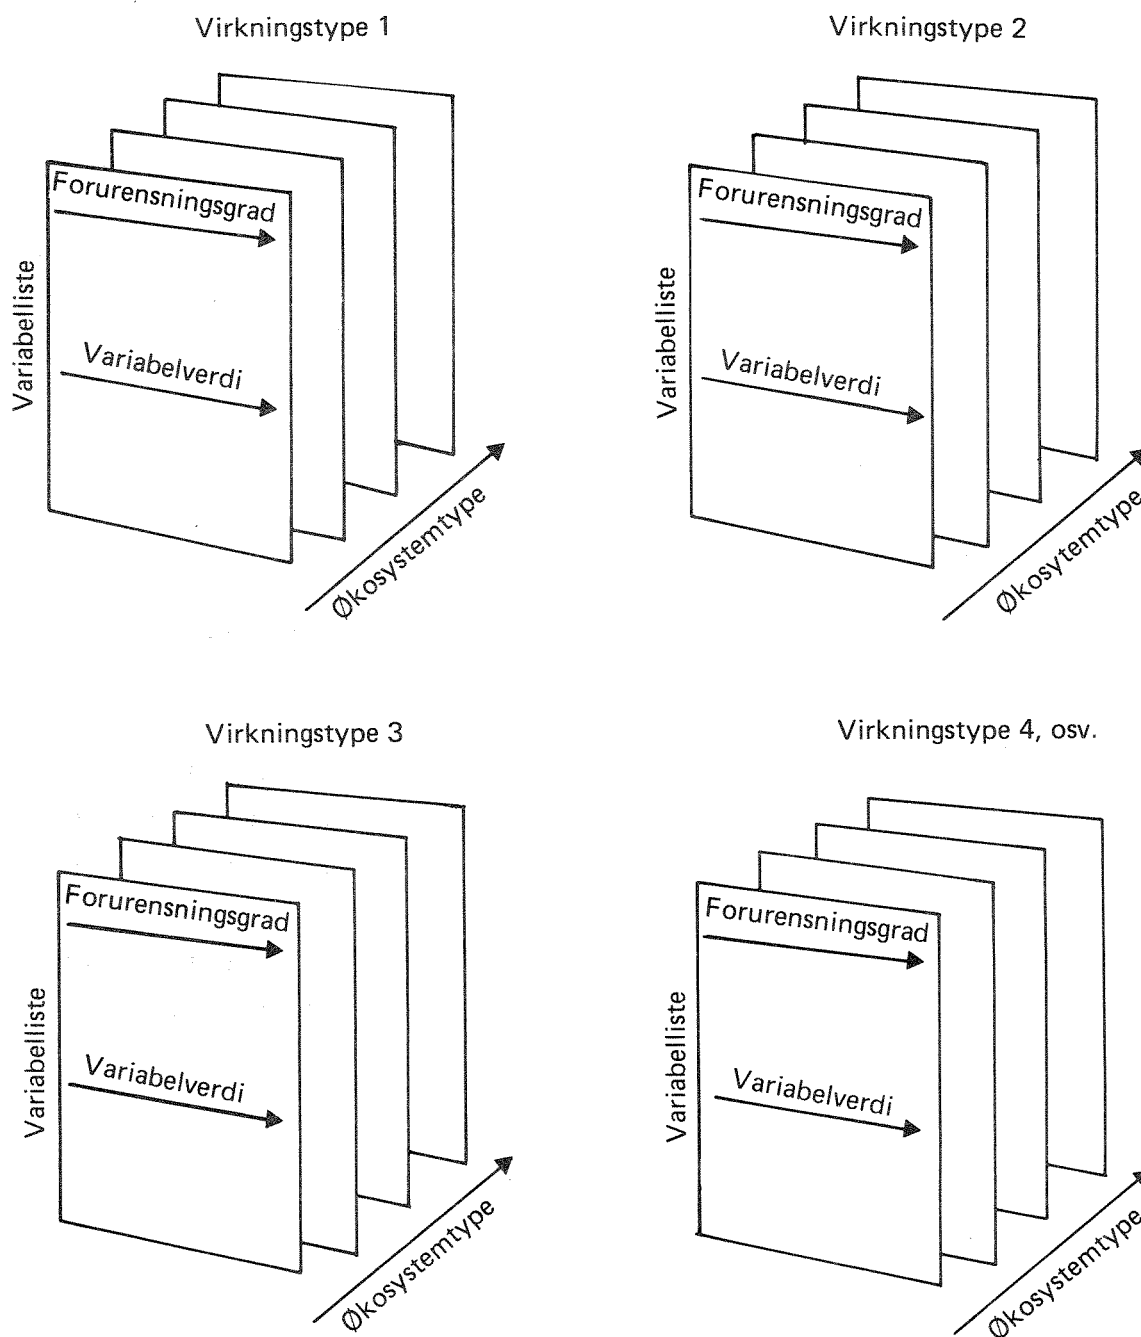 Virkningstype 1
Forurensningsgrad
Variabelverdi
Variabelliste
Økosystemtype
Virkningstype 2
Forurensningsgrad
Variabelverdi
Variabelliste
Økosytemtype
Virkningstype 3
Forurensningsgrad
Variabelverdi
Variabelliste
Økosystemtype
Virkningstype 4, osv.
Forurensningsgrad
Variabelverdi
Variabelliste
Økosystemtype